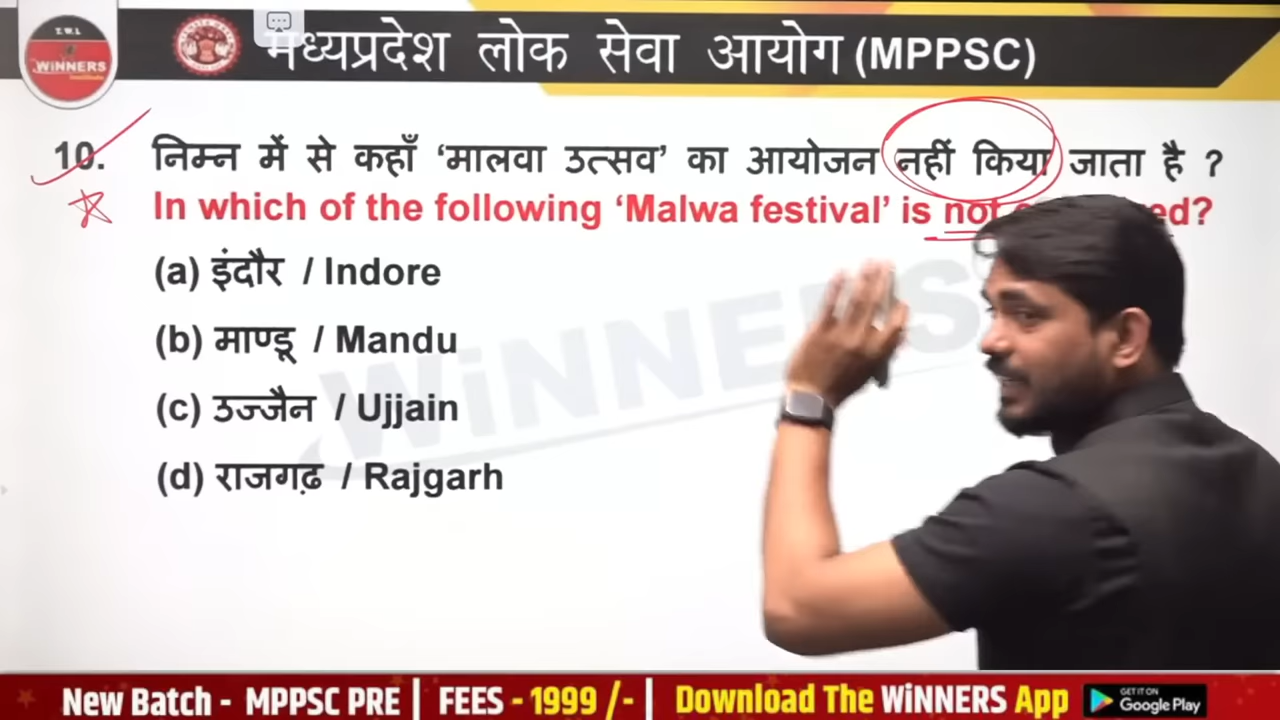 Z.W.L
WiNNERS
institute
मध्यप्रदेश लोक सेवा आयोग (MPPSC)
10. निम्न में से कहाँ ‘मालवा उत्सव’ का आयोजन नहीं किया जाता है ?
In which of the following ‘Malwa festival’ is not ed?
(a) इंदौर / Indore
(b) माण्डू / Mandu
(c) उज्जैन / Ujjain
(d) राजगढ़ / Rajgarh
WiNNERS
New Batch - MPPSC PRE | FEES - 1999 /- | Download The WiNNERS App
GET IT ON
Google Play